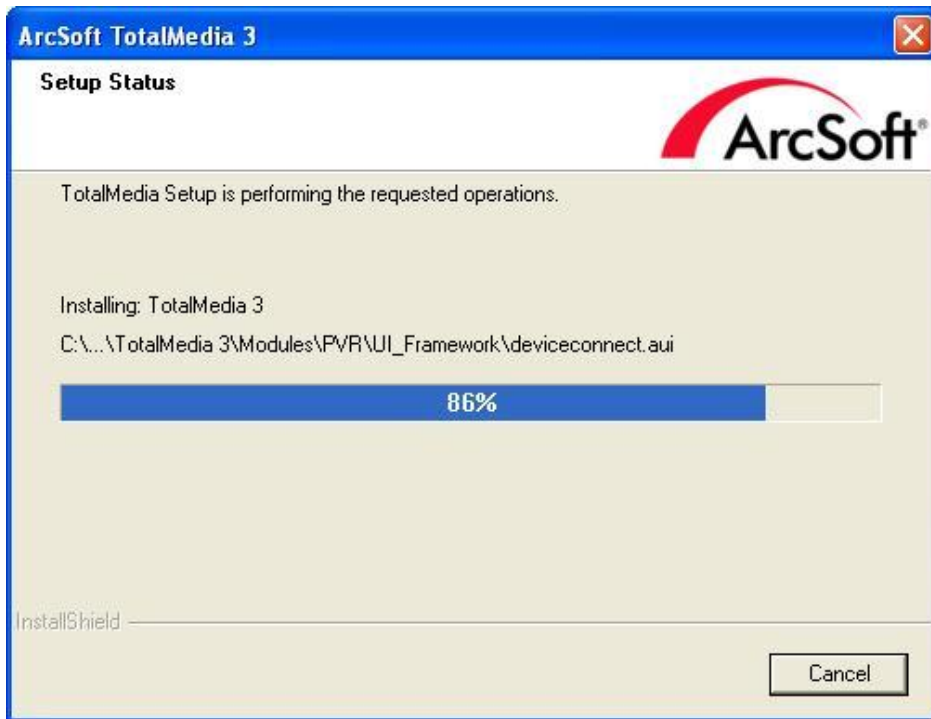 ArcSoft TotalMedia 3
Setup Status
ArcSoft®
TotalMedia Setup is performing the requested operations.
Installing: TotalMedia 3
C:\...\TotalMedia 3\Modules\PVR\UI_Framework\deviceconnect.aui
86%
InstallShield
Cancel